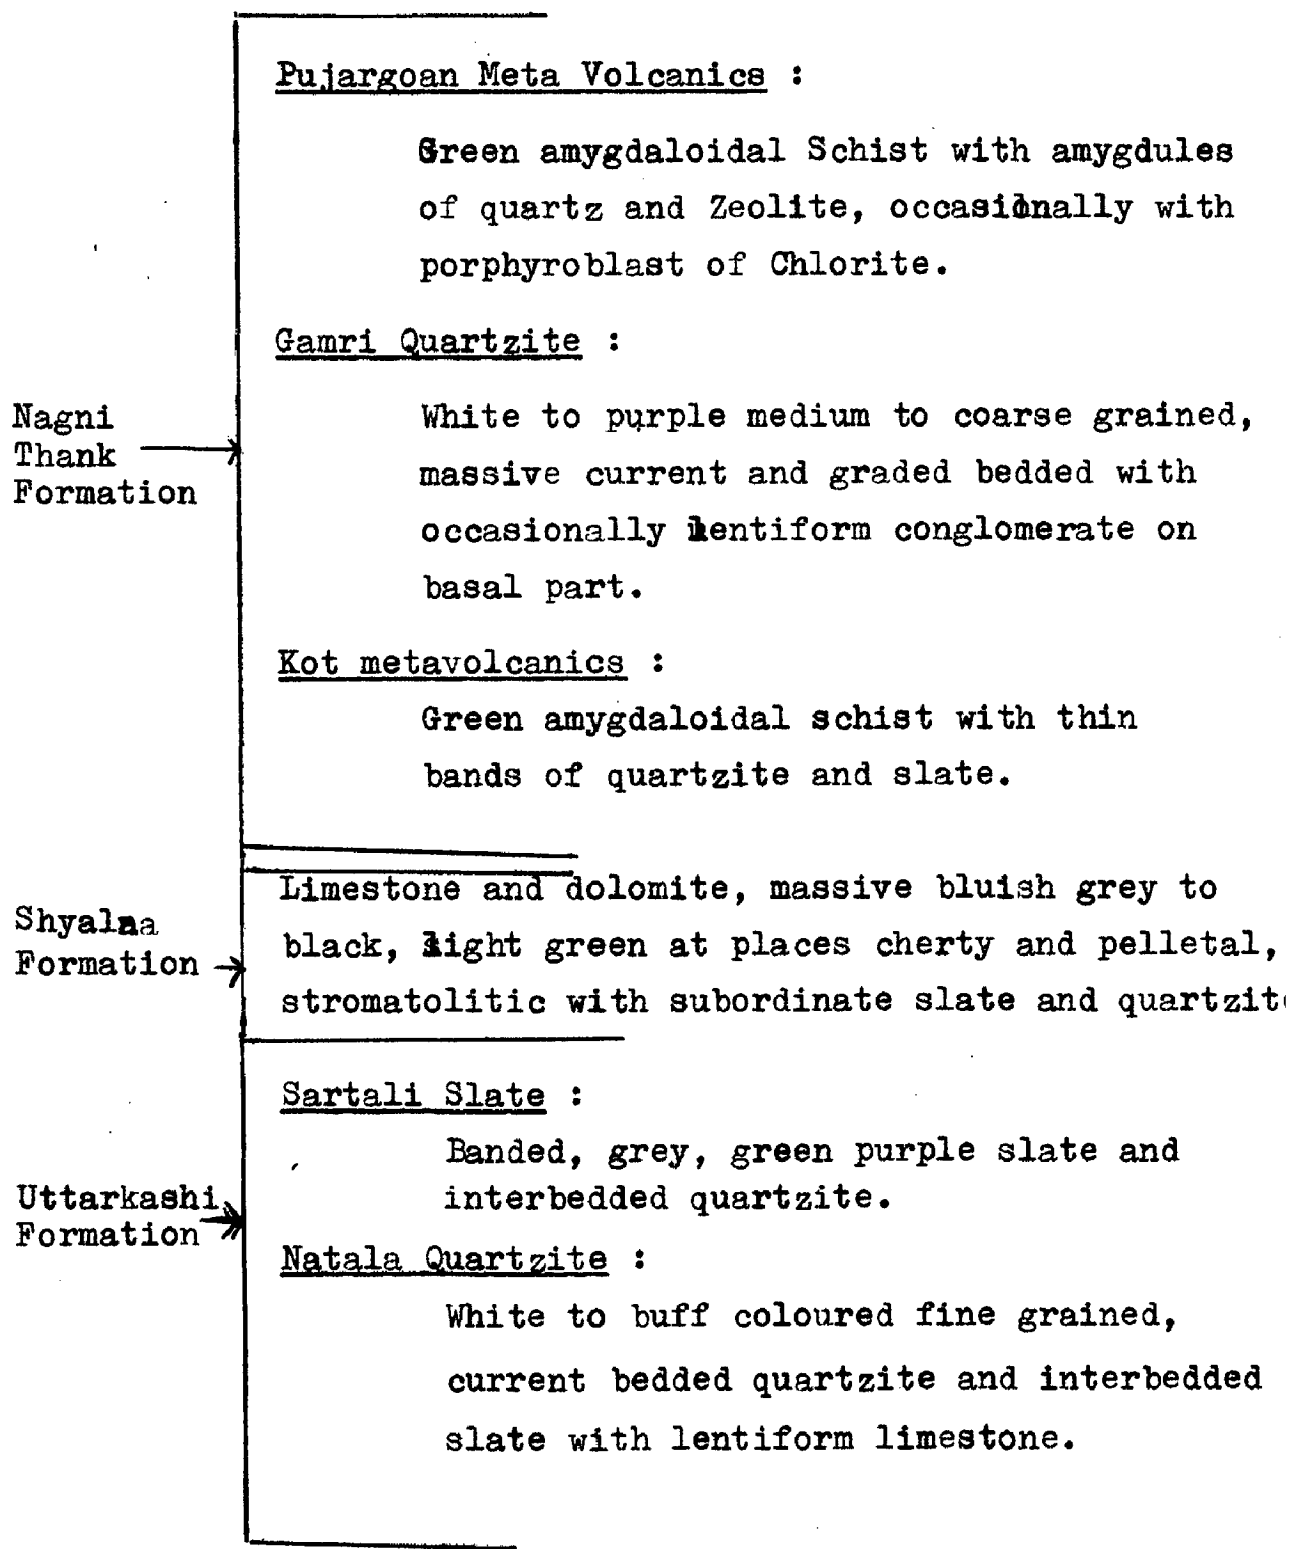 Pujargoan Meta Volcanics :
Green amygdaloidal Schist with amygdules
of quartz and Zeolite, occasionally with
porphyroblast of Chlorite.
Gamri Quartzite :
White to purple medium to coarse grained,
massive current and graded bedded with
occasionally lentiform conglomerate on
basal part.
Kot metavolcanics :
Green amygdaloidal schist with thin
bands of quartzite and slate.
Nagni
Thank
Formation
Limestone and dolomite, massive bluish grey to
black, light green at places cherty and pelletal,
stromatolitic with subordinate slate and
Formation
Sartali Slate :
Banded, grey, green purple slate and
interbedded quartzite.
Natala Quartzite :
White to buff coloured fine grained,
current bedded quartzite and interbedded
slate with lentiform limestone.
Uttarkashi
Formation